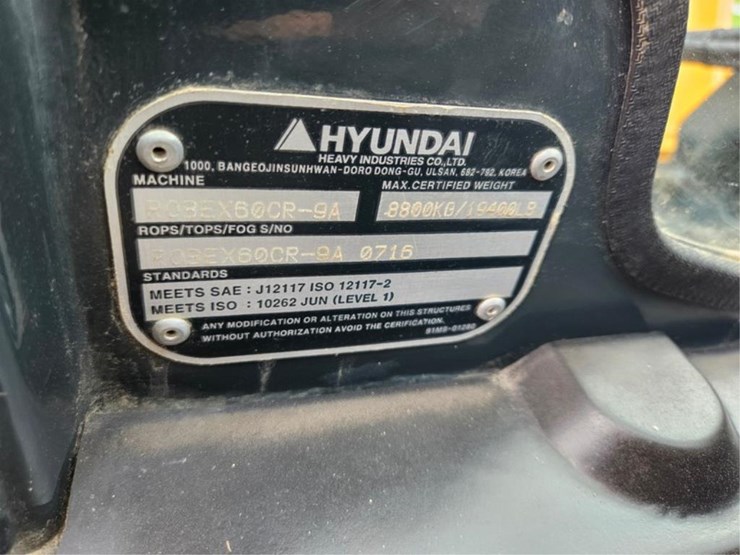 HYUNDAI
HEAVY INDUSTRIES CO.,LTD.
1000, BANGEOJINSUNHWAN-DORO DONG-GU, ULSAN, 682-792, KOREA
MACHINE MAX.CERTIFIED WEIGHT
ROBEX60CR-9A 8800KG/19400LB
ROPS/TOPS/FOG S/NO
ROBEX60CR-9A 0716
STANDARDS
MEETS SAE : J12117 ISO 12117-2
MEETS ISO : 10262 JUN (LEVEL 1)
ANY MODIFICATION OR ALTERATION ON THIS STRUCTURES
WITHOUT AUTHORIZATION AVOID THE CERIFICATION.